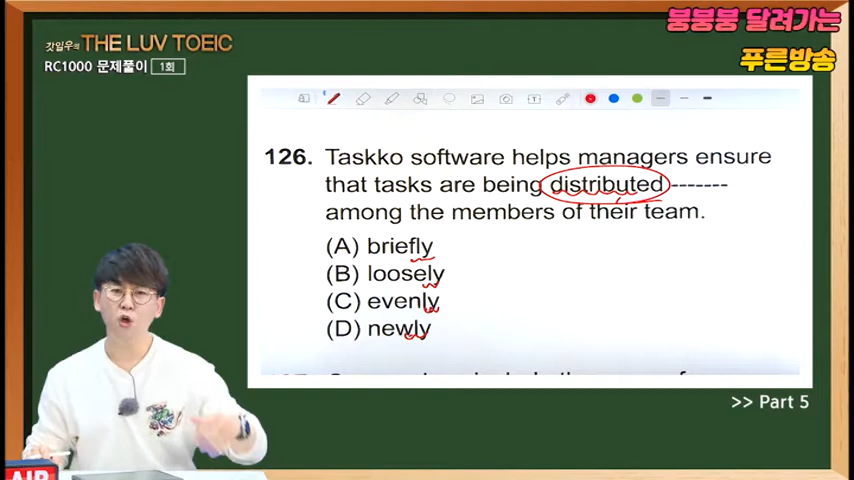 붕붕붕 달려가는
푸른방송
갓일우의 THE LUV TOEIC
RC1000 문제풀이 1회
126. Taskko software helps managers ensure
that tasks are being distributed -------
among the members of their team.
(A) briefly
(B) loosely
(C) evenly
(D) newly
>> Part 5